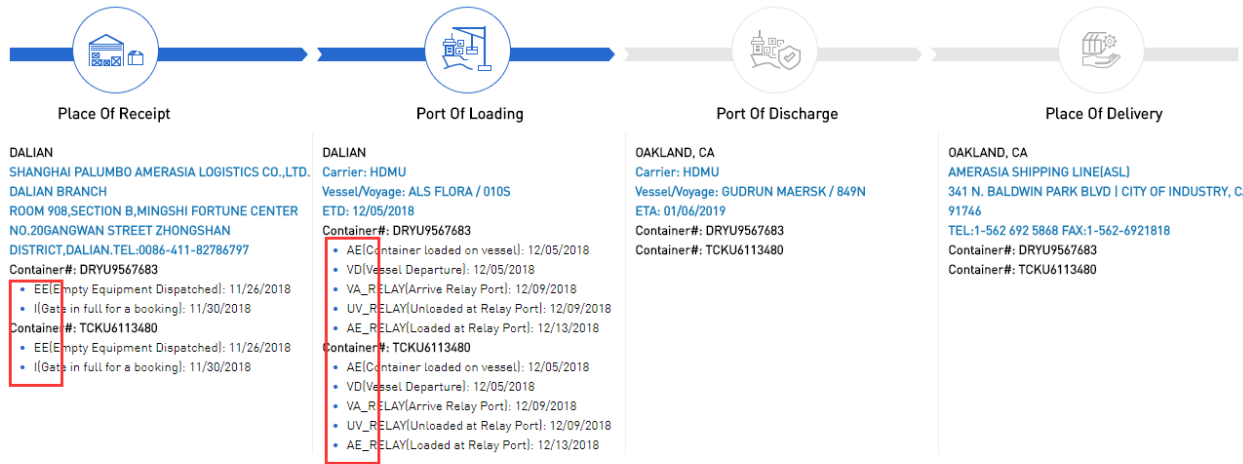 Place Of Receipt
DALIAN
SHANGHAI PALUMBO AMERASIA LOGISTICS CO.,LTD.
DALIAN BRANCH
ROOM 908,SECTION B,MINGSHI FORTUNE CENTER
NO.20GANGWAN STREET ZHONGSHAN
DISTRICT,DALIAN.TEL:0086-411-82786797
Container#: DRYU9567683
EE(Empty Equipment Dispatched): 11/26/2018
I(Gate in full for a booking): 11/30/2018
Container#: TCKU6113480
EE(Empty Equipment Dispatched): 11/26/2018
I(Gate in full for a booking): 11/30/2018
Port Of Loading
DALIAN
Carrier: HDMU
Vessel/Voyage: ALS FLORA / 010S
ETD: 12/05/2018
Container#: DRYU9567683
AE(Container loaded on vessel): 12/05/2018
VD(Vessel Departure): 12/05/2018
VA_RELAY(Arrive Relay Port): 12/09/2018
UV_RELAY(Unloaded at Relay Port): 12/09/2018
AE_RELAY(Loaded at Relay Port): 12/13/2018
Container#: TCKU6113480
AE(Container loaded on vessel): 12/05/2018
VD(Vessel Departure): 12/05/2018
VA_RELAY(Arrive Relay Port): 12/09/2018
UV_RELAY(Unloaded at Relay Port): 12/09/2018
AE_RELAY(Loaded at Relay Port): 12/13/2018
Port Of Discharge
OAKLAND, CA
Carrier: HDMU
Vessel/Voyage: GUDRUN MAERSK / 849N
ETA: 01/06/2019
Container#: DRYU9567683
Container#: TCKU6113480
Place Of Delivery
OAKLAND, CA
AMERASIA SHIPPING LINE(ASL)
341 N. BALDWIN PARK BLVD | CITY OF INDUSTRY, CA
91746
TEL:1-562 692 5868 FAX:1-562-6921818
Container#: DRYU9567683
Container#: TCKU6113480